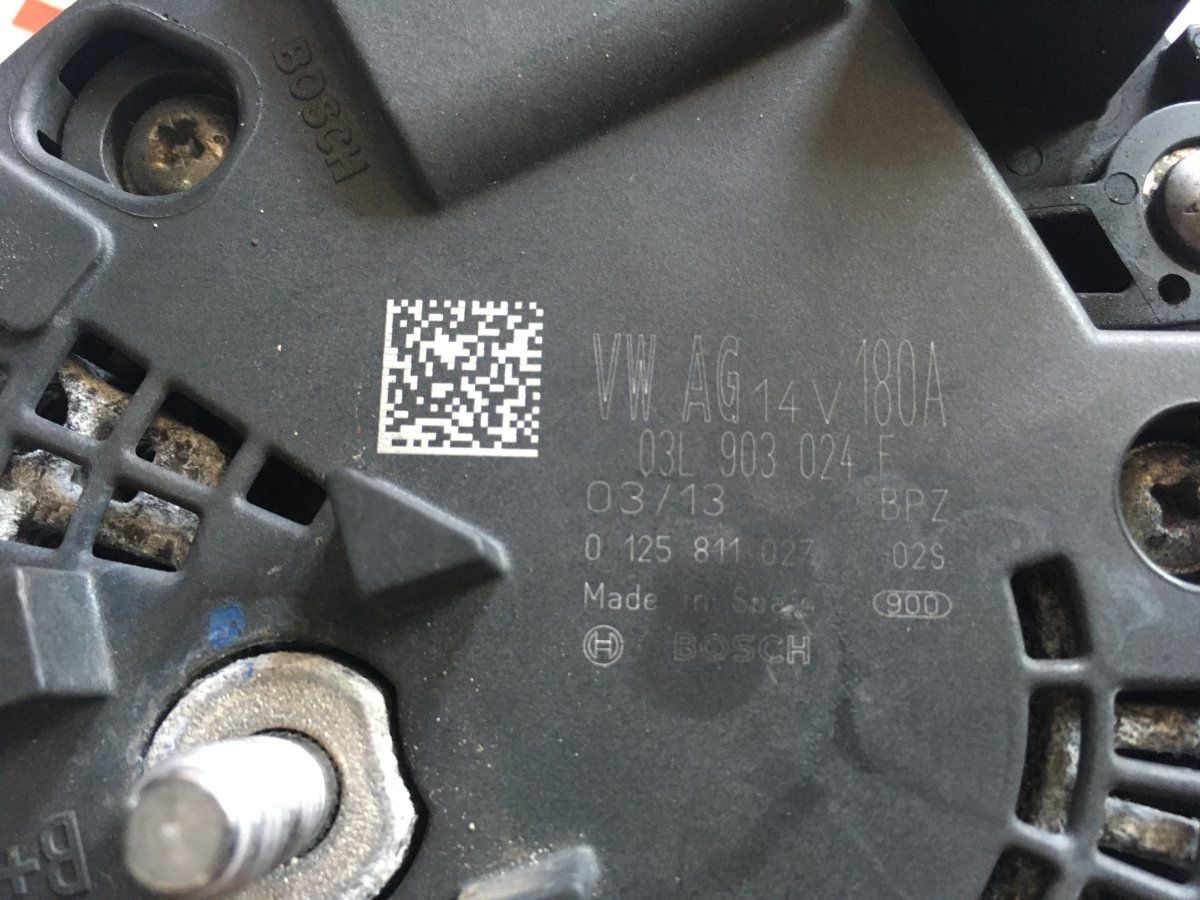 BOSCH
VW AG 14V 180A
03L 903 024
03/13 BPZ
0 125 811 02S
Made in Spain 900
BOSCH
B+